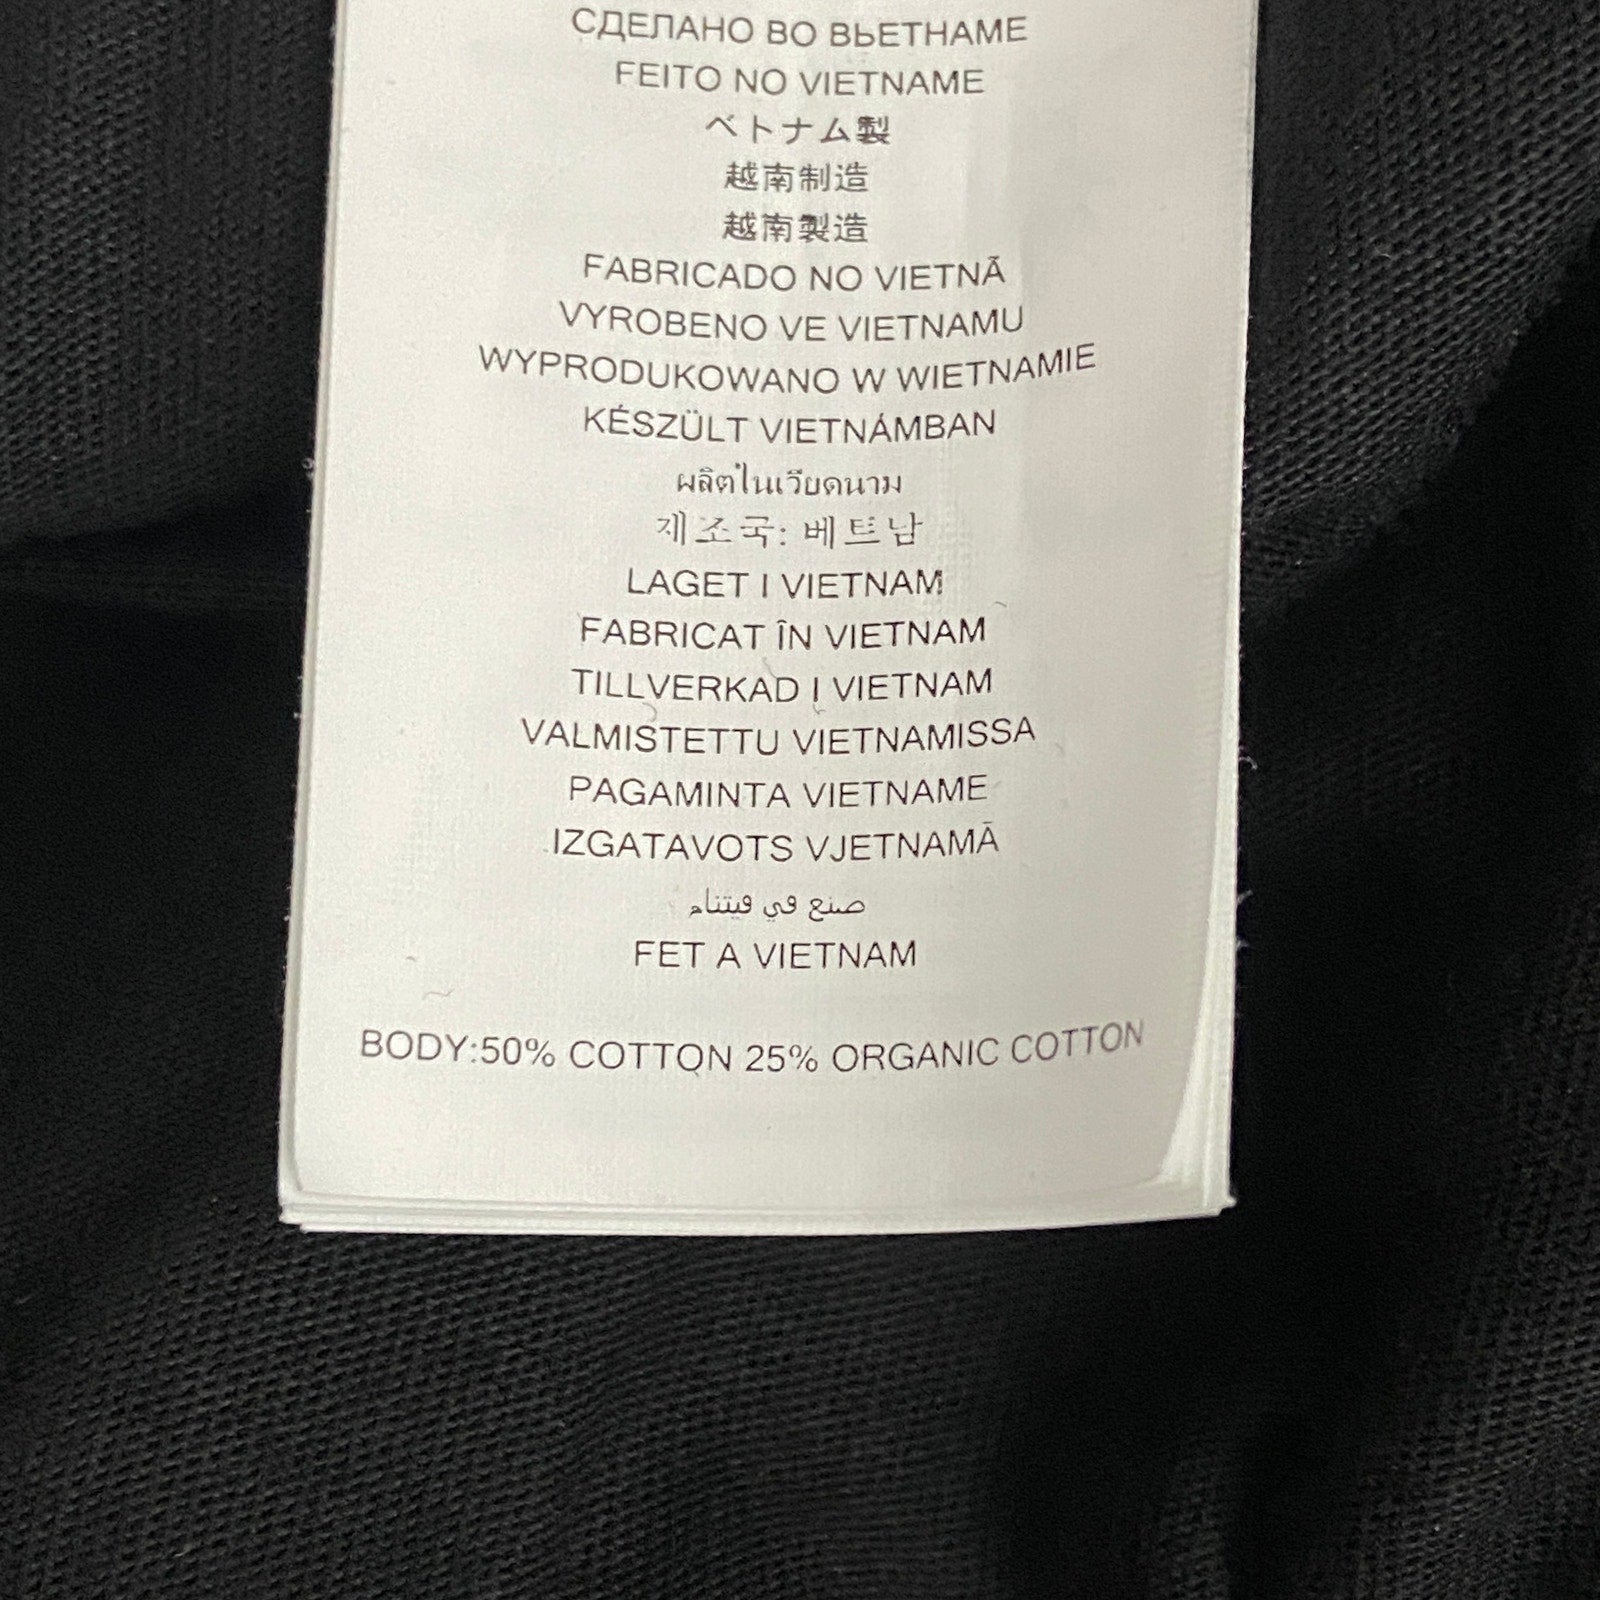 СДЕЛАНО ВО ВЬЕТНАМЕ
FEITO NO VIETNAME
ベトナム製
越南制造
越南製造
FABRICADO NO VIETNÃ
VYROBENO VE VIETNAMU
WYPRODUKOWANO W WIETNAMIE
KÉSZÜLT VIETNÁMBAN
ผลิตในเวียดนาม
제조국: 베트남
LAGET I VIETNAM
FABRICAT ÎN VIETNAM
TILLVERKAD I VIETNAM
VALMISTETTU VIETNAMISSA
PAGAMINTA VIETNAME
IZGATAVOTS VJETNAMĀ
صنع في فيتنام
FET A VIETNAM
BODY:50% COTTON 25% ORGANIC COTTON